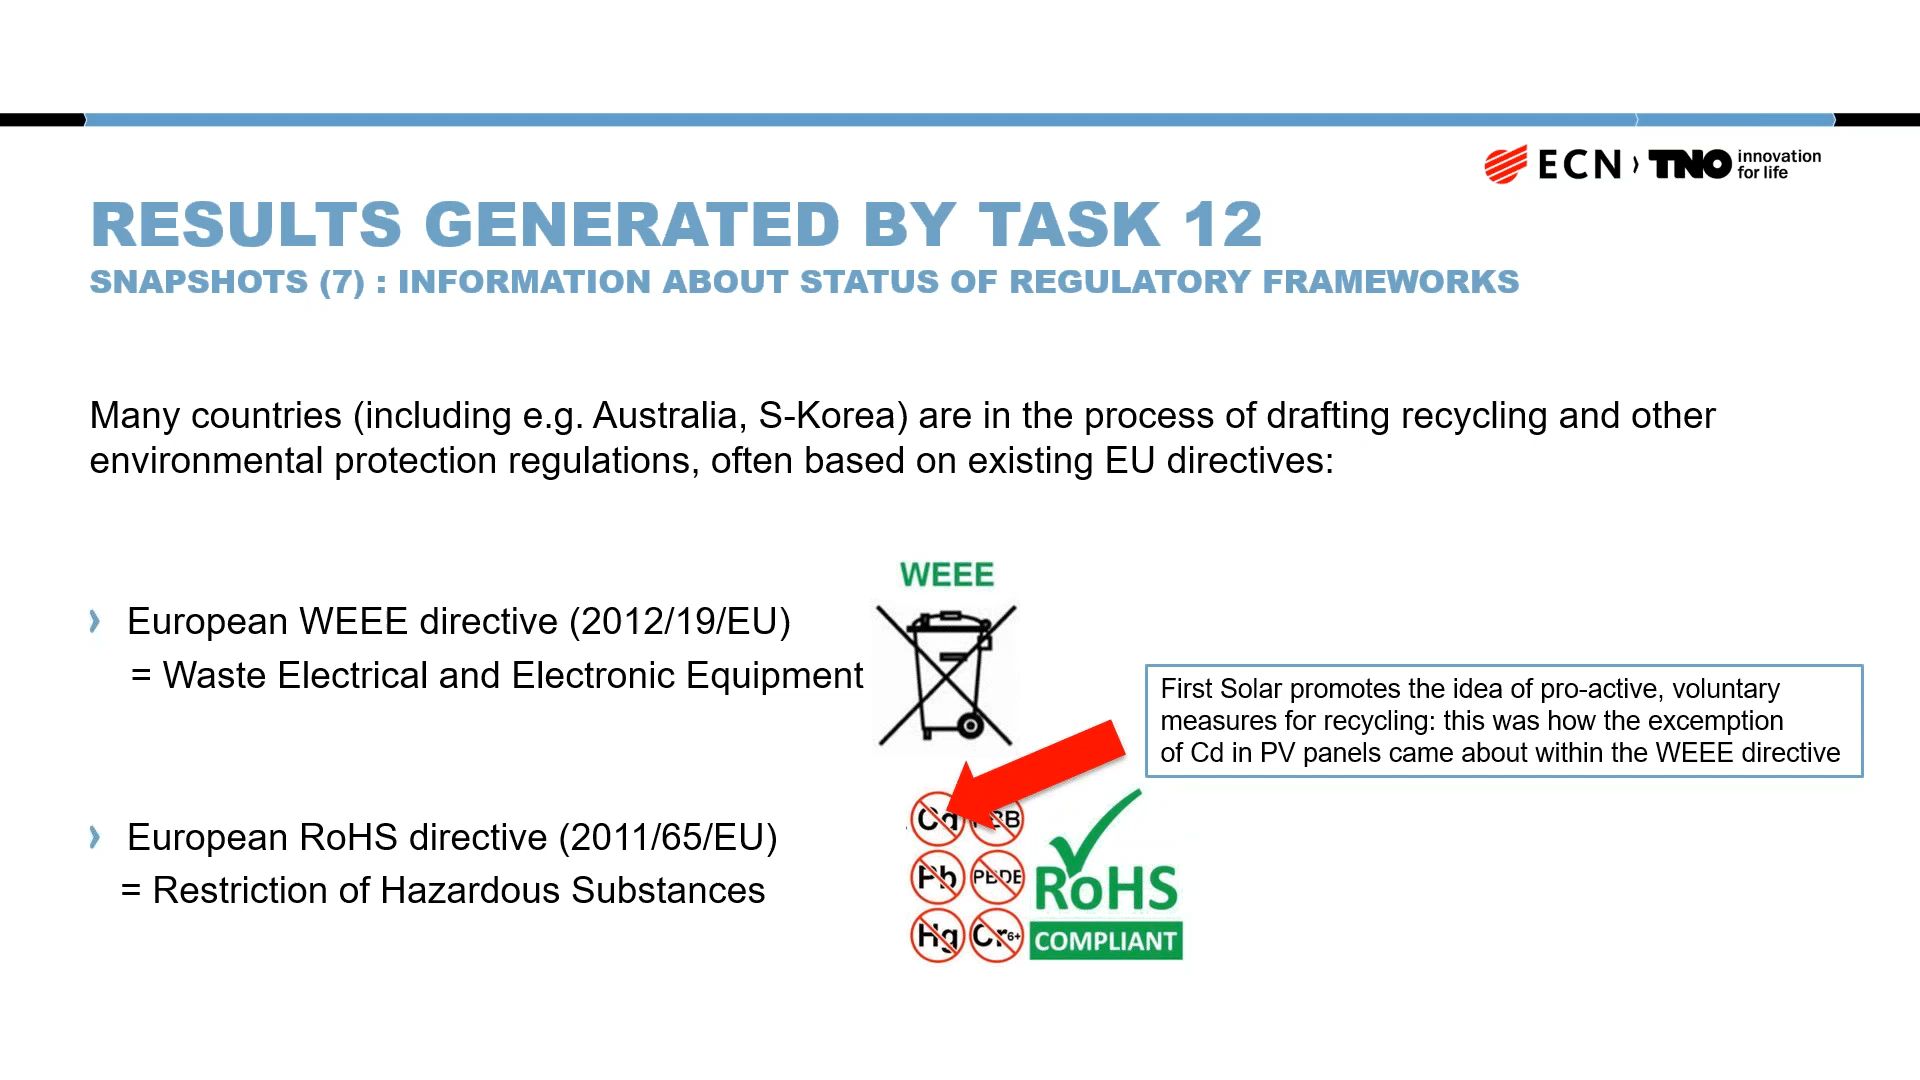 ECN › TNO innovation for life
RESULTS GENERATED BY TASK 12
SNAPSHOTS (7) : INFORMATION ABOUT STATUS OF REGULATORY FRAMEWORKS
Many countries (including e.g. Australia, S-Korea) are in the process of drafting recycling and other
environmental protection regulations, often based on existing EU directives:
WEEE
› European WEEE directive (2012/19/EU)
= Waste Electrical and Electronic Equipment
First Solar promotes the idea of pro-active, voluntary
measures for recycling: this was how the excemption
of Cd in PV panels came about within the WEEE directive
› European RoHS directive (2011/65/EU)
= Restriction of Hazardous Substances
Cd
Pb PBDE
Hg Cr6+
RoHS
COMPLIANT